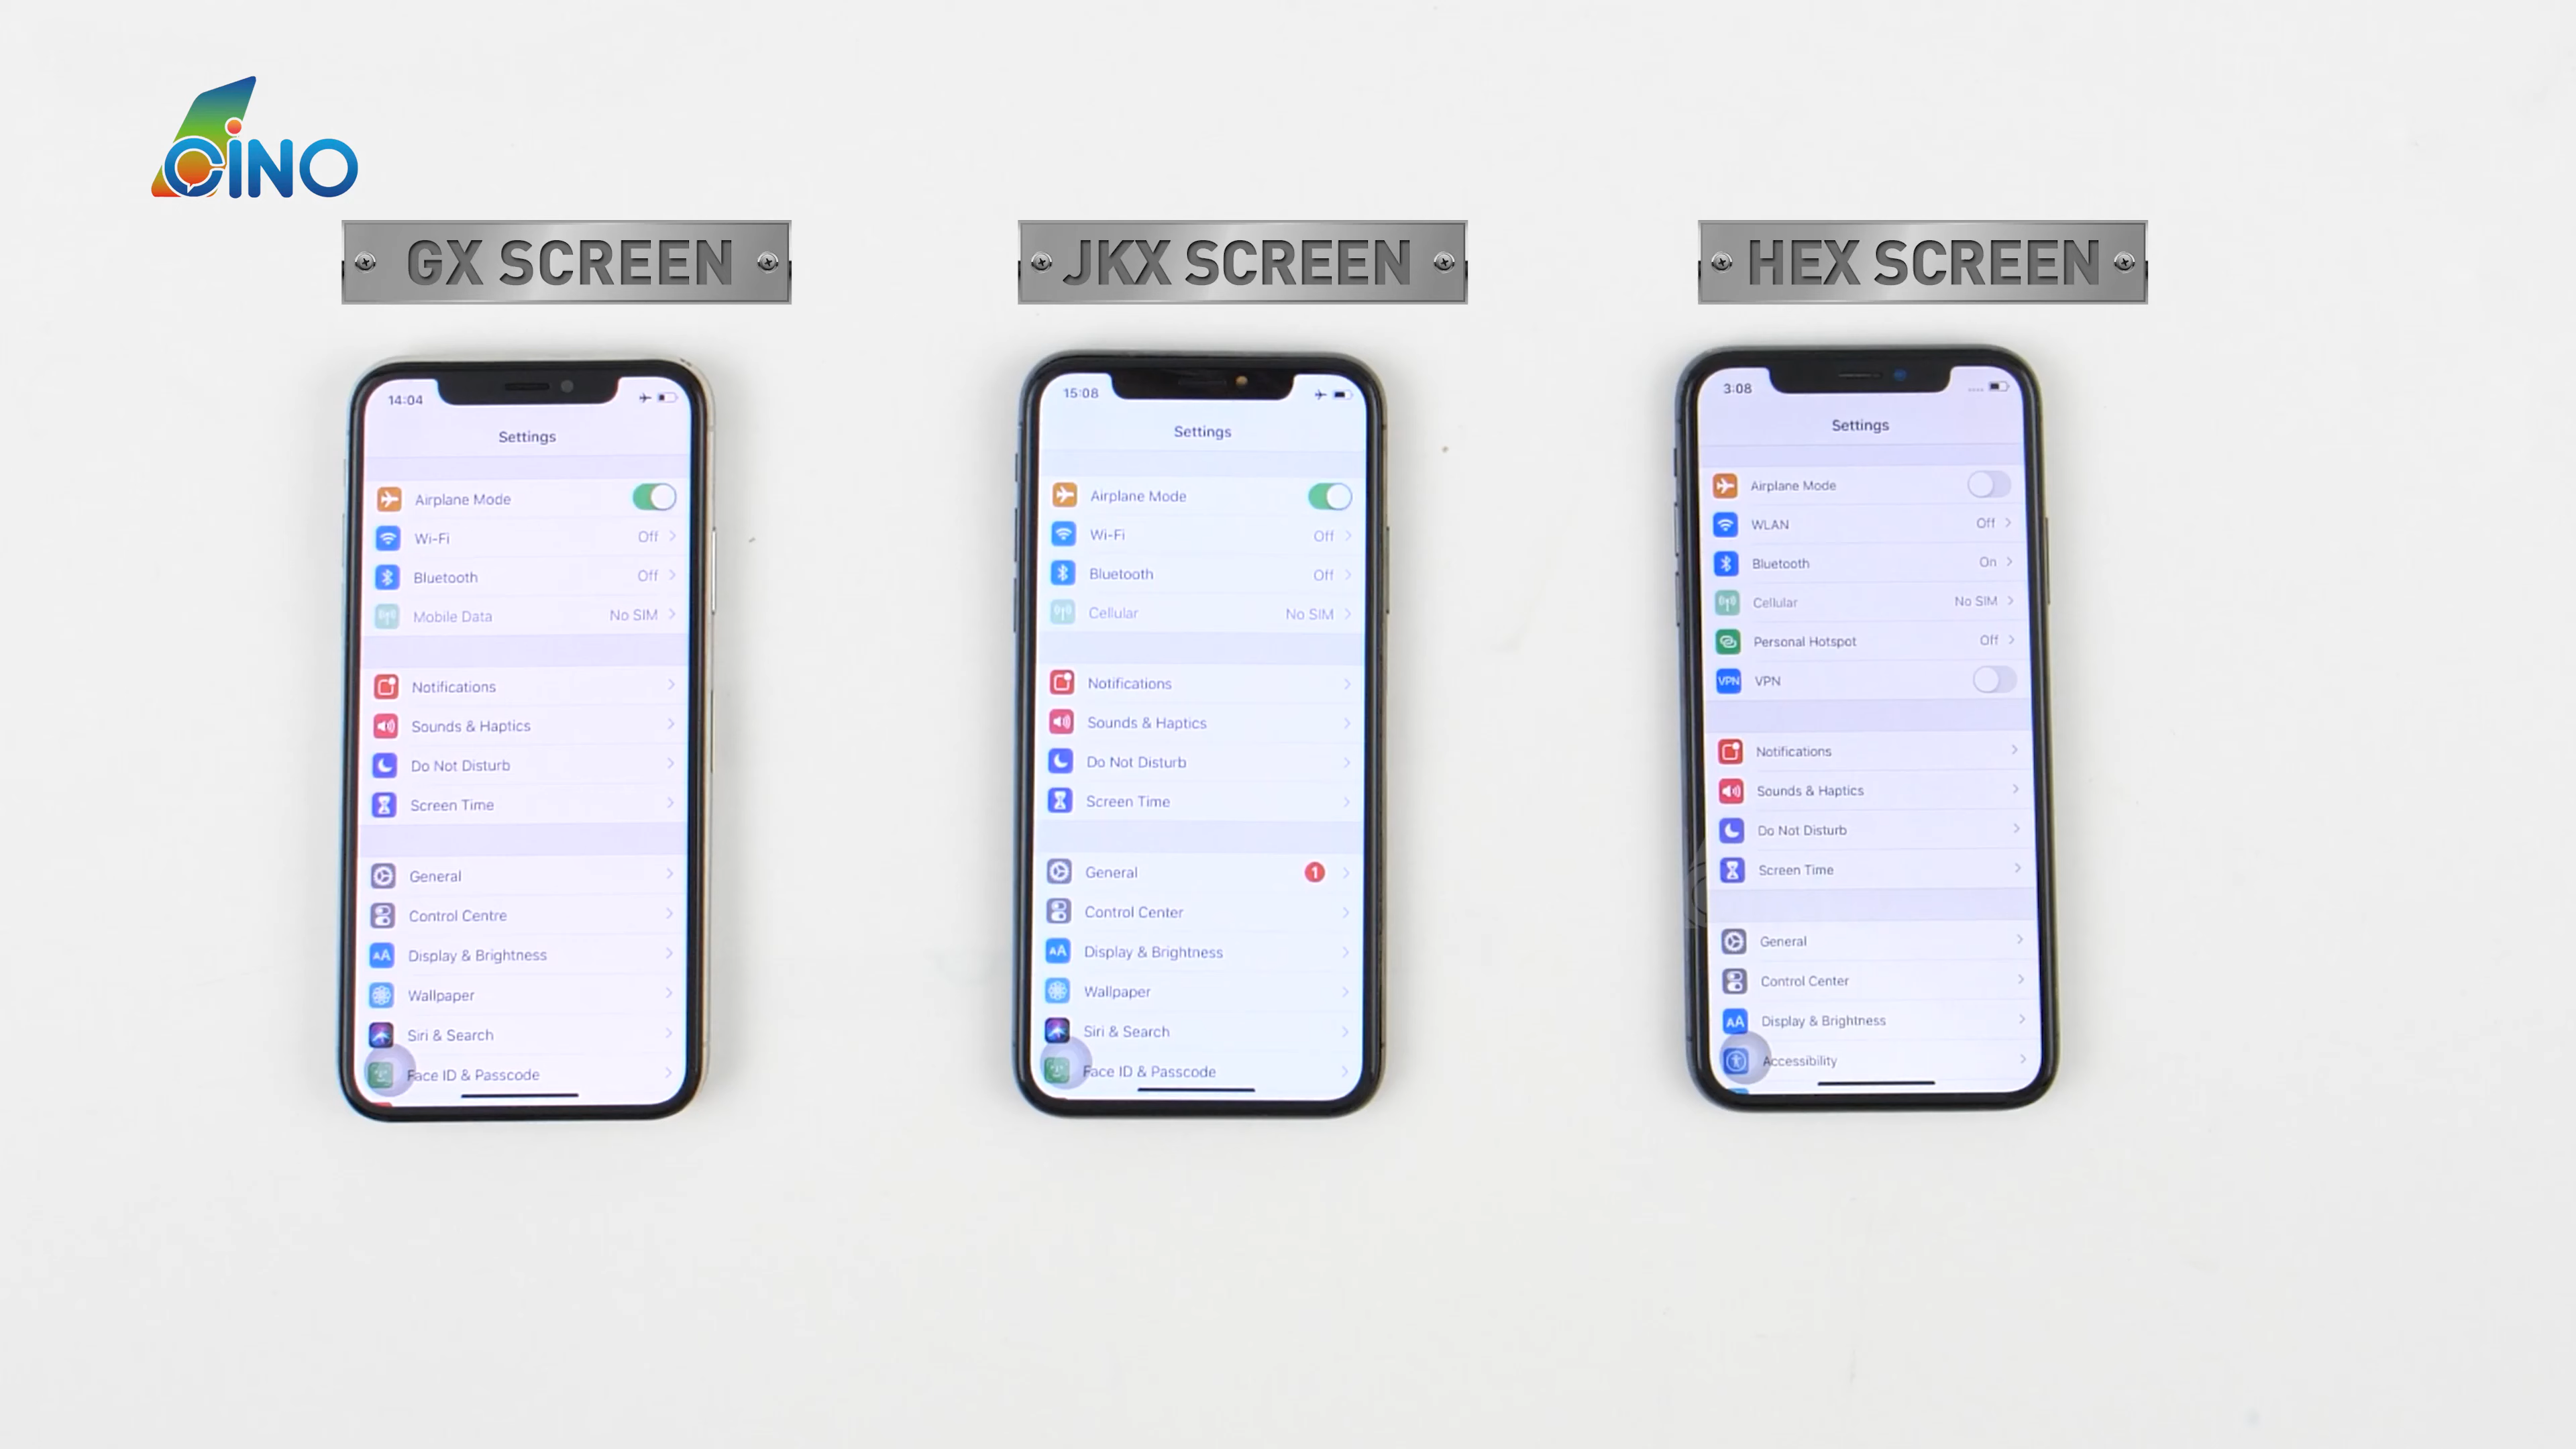 CINO
GX SCREEN
JKX SCREEN
HEX SCREEN
14:04
Settings
Airplane Mode
Wi-Fi Off
Bluetooth Off
Mobile Data No SIM
Notifications
Sounds & Haptics
Do Not Disturb
Screen Time
General
Control Centre
AA Display & Brightness
Wallpaper
Siri & Search
Face ID & Passcode
15:08
Settings
Airplane Mode
Wi-Fi Off
Bluetooth Off
Cellular No SIM
Notifications
Sounds & Haptics
Do Not Disturb
Screen Time
General 1
Control Center
AA Display & Brightness
Wallpaper
Siri & Search
Face ID & Passcode
3:08
Settings
Airplane Mode
WLAN Off
Bluetooth On
Cellular No SIM
Personal Hotspot Off
VPN VPN
Notifications
Sounds & Haptics
Do Not Disturb
Screen Time
General
Control Center
AA Display & Brightness
Accessibility